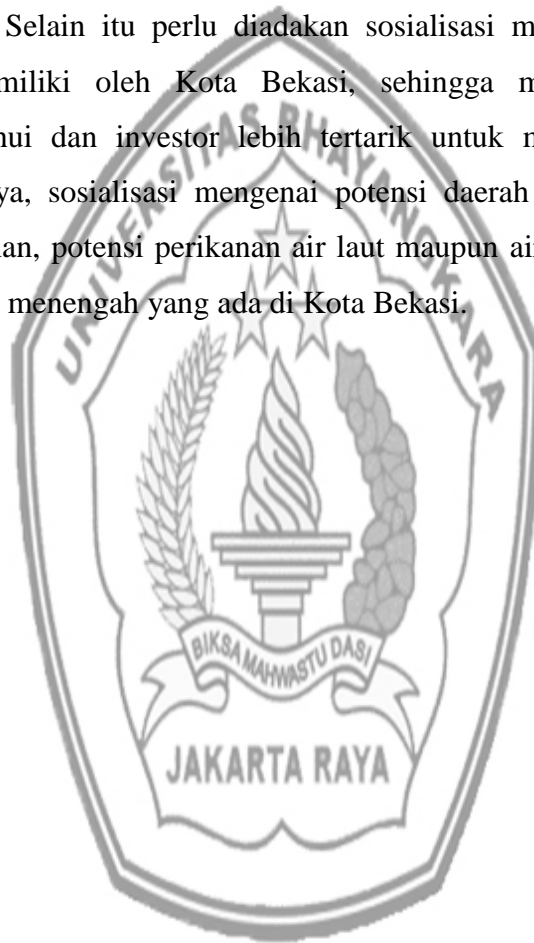 Selain itu perlu diadakan sosialisasi m
miliki oleh Kota Bekasi, sehingga m
hui dan investor lebih tertarik untuk m
ya, sosialisasi mengenai potensi daerah
an, potensi perikanan air laut maupun ai
menengah yang ada di Kota Bekasi.
UNIVERSITAS BHAYANGKARA
BIKSA MAHWASTU DASI
JAKARTA RAYA